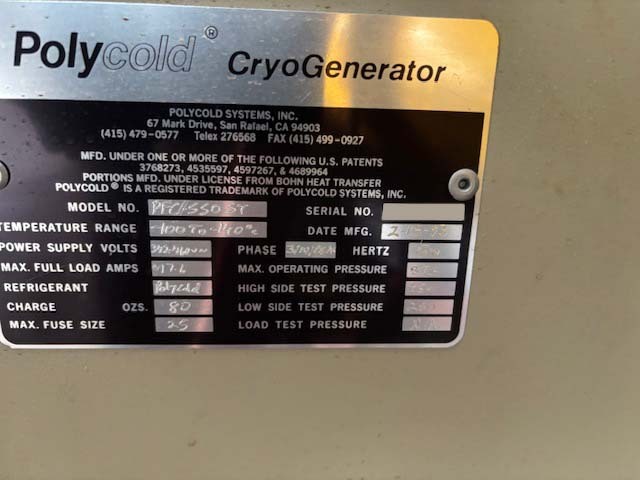 Polycold® CryoGenerator
POLYCOLD SYSTEMS, INC.
67 Mark Drive, San Rafael, CA 94903
(415) 479-0577 Telex 276568 FAX (415) 499-0927
MFD. UNDER ONE OR MORE OF THE FOLLOWING U.S. PATENTS
3768273, 4535597, 4597267, & 4689964
PORTIONS MFD. UNDER LICENSE FROM BOHN HEAT TRANSFER
POLYCOLD® IS A REGISTERED TRADEMARK OF POLYCOLD SYSTEMS, INC.
MODEL NO. SERIAL NO.
TEMPERATURE RANGE DATE MFG.
POWER SUPPLY VOLTS PHASE HERTZ
MAX. FULL LOAD AMPS 17.6 MAX. OPERATING PRESSURE
REFRIGERANT Polycold HIGH SIDE TEST PRESSURE
CHARGE OZS. 80 LOW SIDE TEST PRESSURE
MAX. FUSE SIZE 25 LOAD TEST PRESSURE